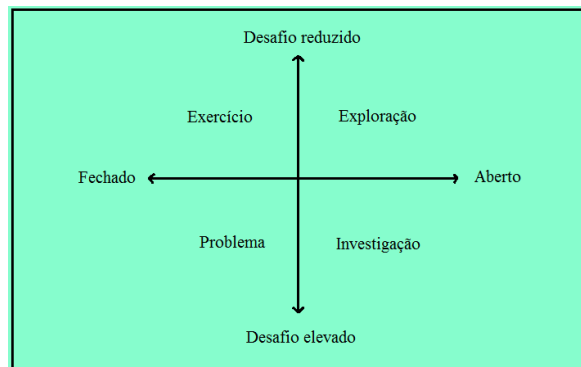 Desafio reduzido
Exercício
Exploração
Fechado
Aberto
Problema
Investigação
Desafio elevado